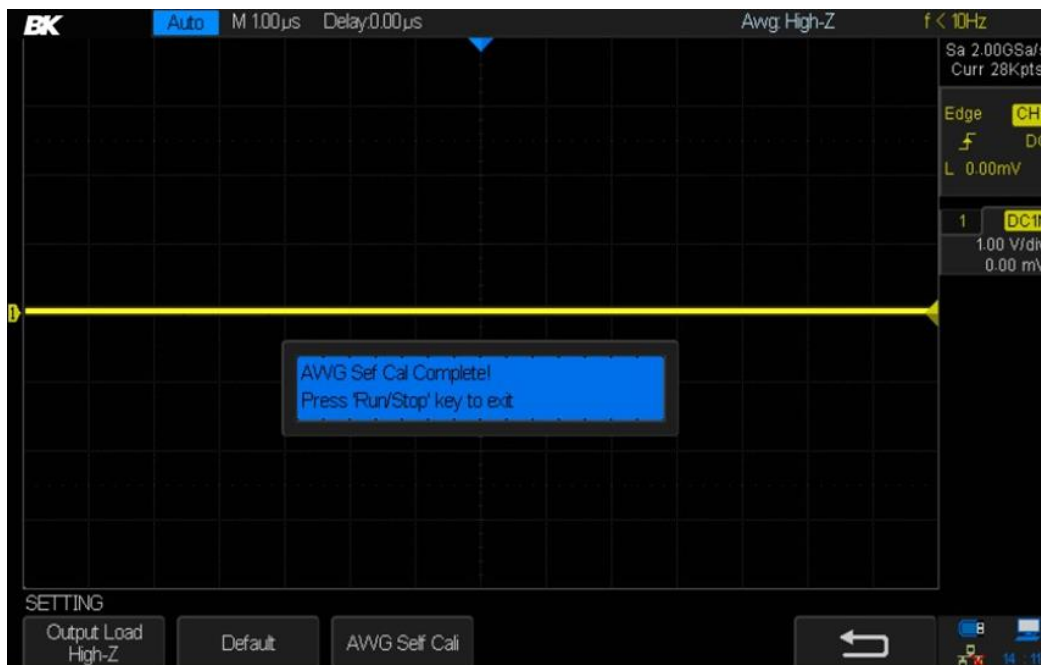 BK Auto M 1.00µs Delay:0.00µs Awg: High-Z f < 10Hz
Sa 2.00GSa/s
Curr 28Kpts
Edge CH
L 0.00mV
1
1.00 V/div
0.00 mV
1
AWG Sef Cal Complete!
Press 'Run/Stop' key to exit
SETTING
Output Load
High-Z
Default
AWG Self Cali
14 : 11